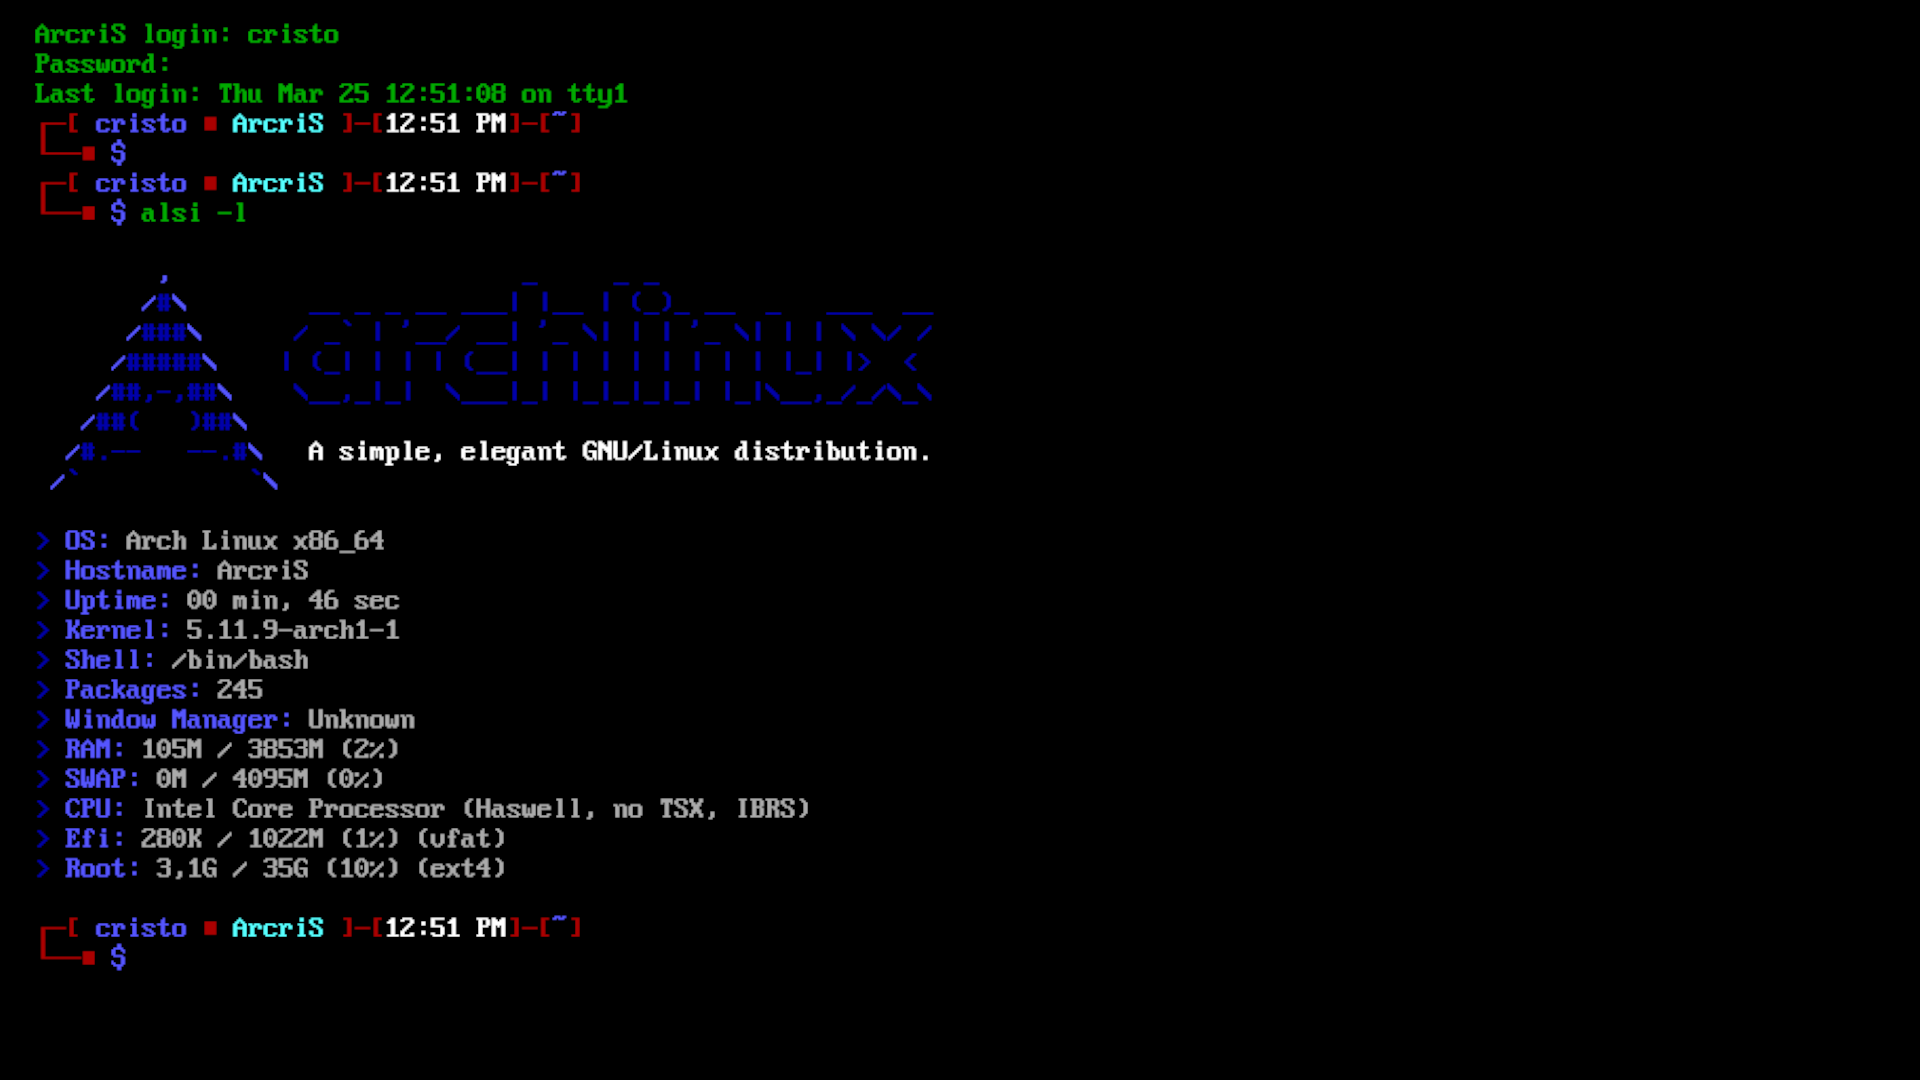 ArcriS login: cristo
Password:
Last login: Thu Mar 25 12:51:08 on tty1
┌─[ cristo ■ ArcriS ]-[12:51 PM]-[~]
└──■ $
┌─[ cristo ■ ArcriS ]-[12:51 PM]-[~]
└──■ $ alsi -l
archlinux
A simple, elegant GNU/Linux distribution.
> OS: Arch Linux x86_64
> Hostname: ArcriS
> Uptime: 00 min, 46 sec
> Kernel: 5.11.9-arch1-1
> Shell: /bin/bash
> Packages: 245
> Window Manager: Unknown
> RAM: 105M / 3853M (2%)
> SWAP: 0M / 4095M (0%)
> CPU: Intel Core Processor (Haswell, no TSX, IBRS)
> Efi: 280K / 1022M (1%) (vfat)
> Root: 3,1G / 35G (10%) (ext4)
┌─[ cristo ■ ArcriS ]-[12:51 PM]-[~]
└──■ $